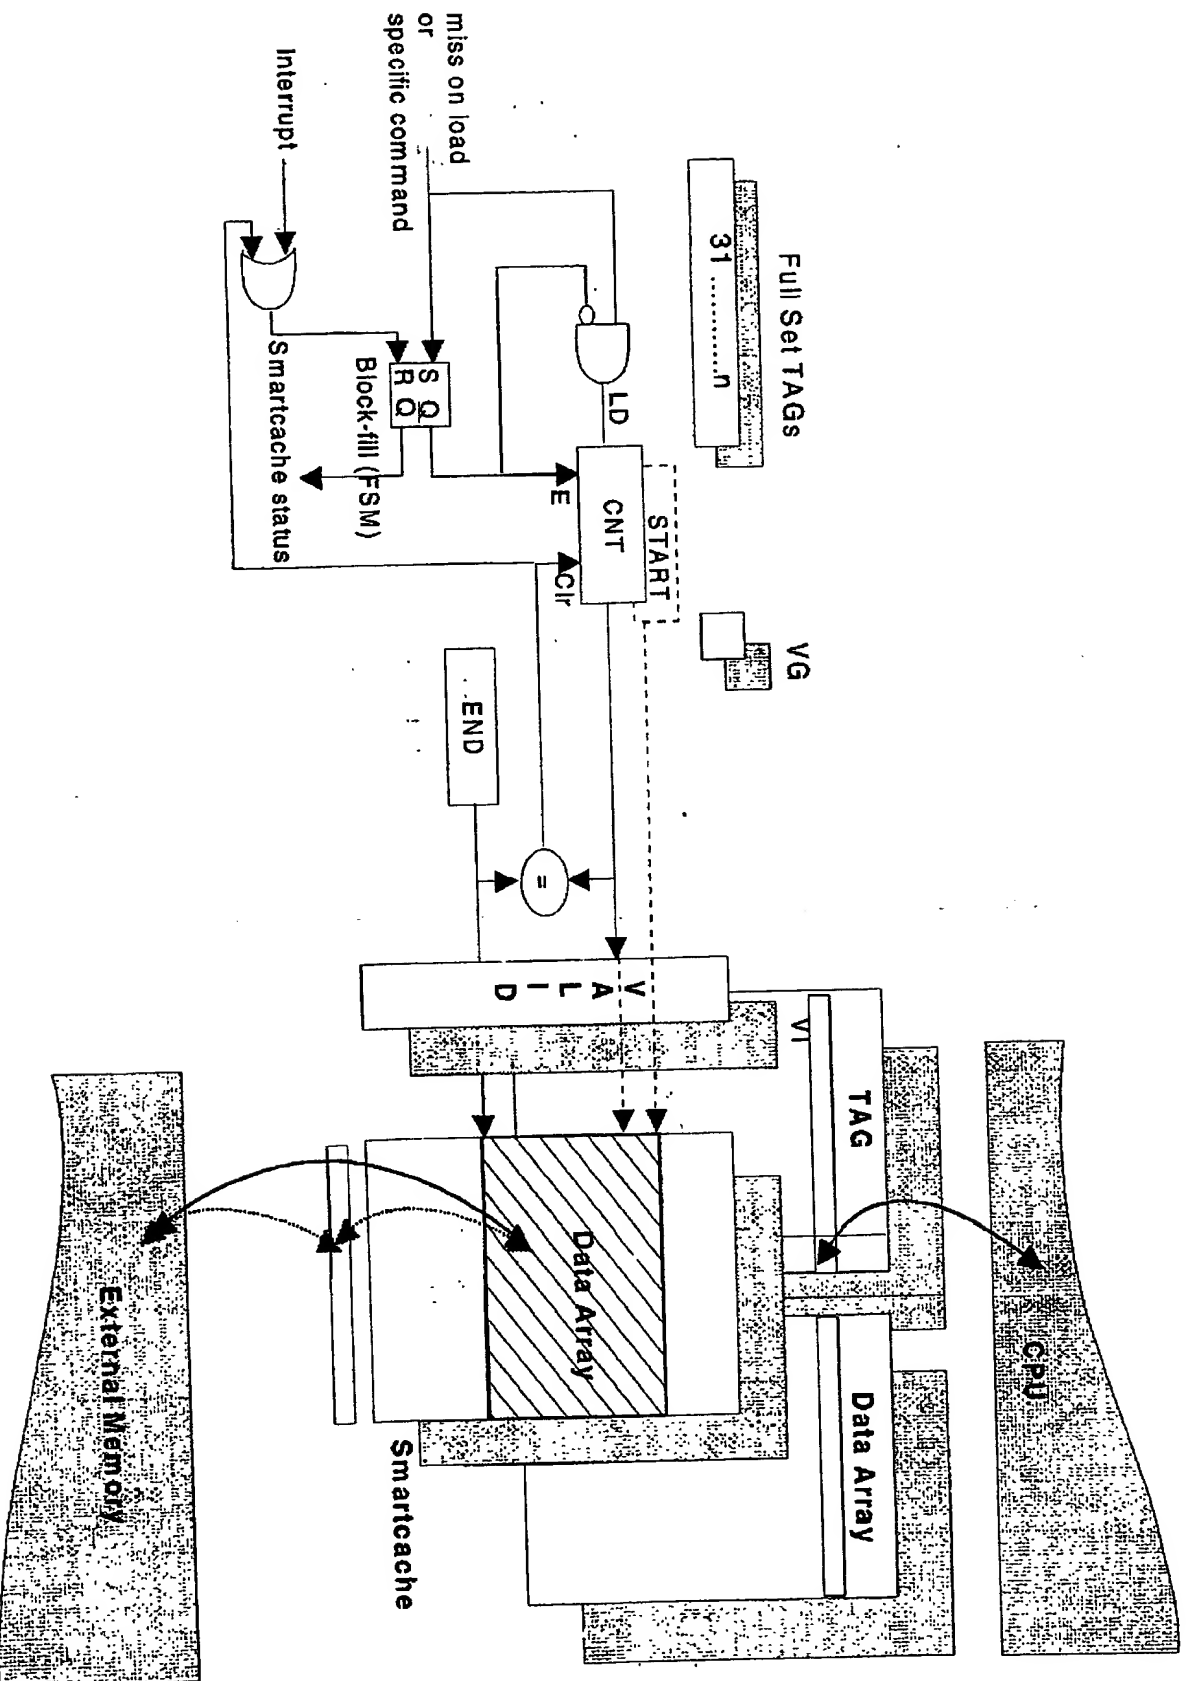 Full Set TAGs
31 ............n
VG
START
LD
CNT
E
Clr
miss on load
or
specific command
S Q
R Q
Block-fill (FSM)
Interrupt
Smartcache status
END
=
VALID
TAG
VI
Data Array
CPU
Data Array
Smartcache
External Memory